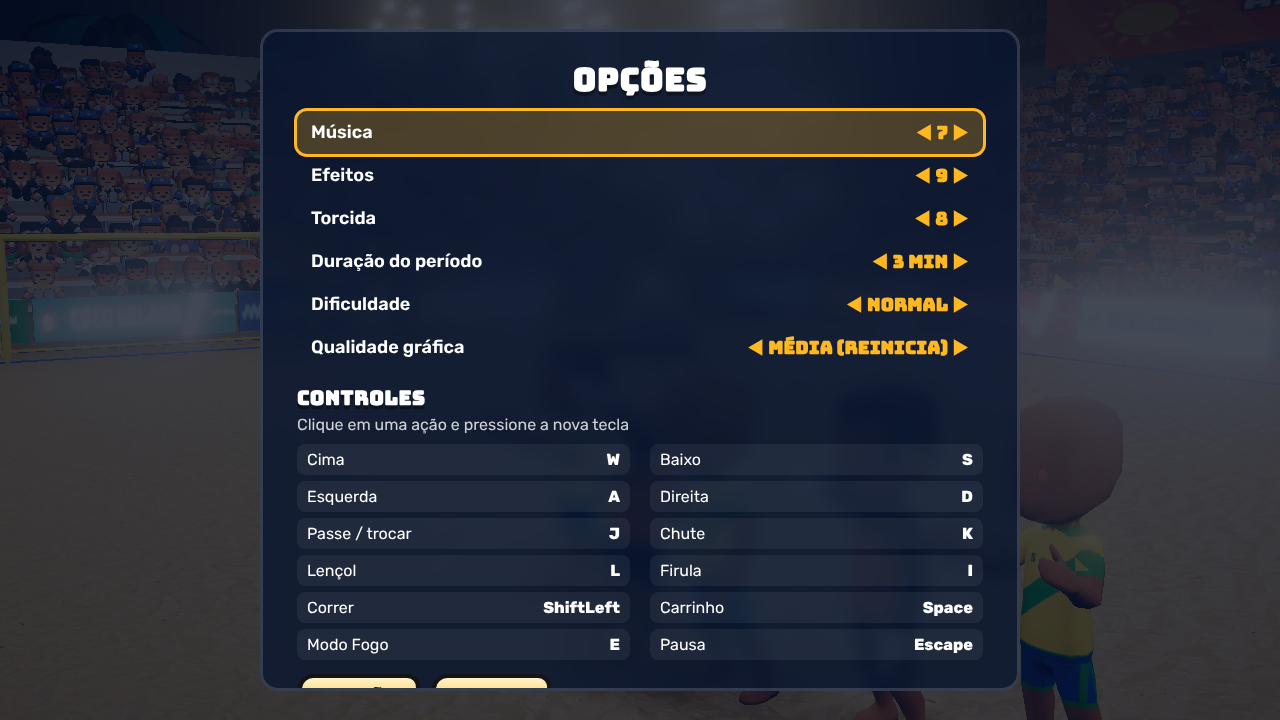 OPÇÕES
Música ◀ 7 ▶
Efeitos ◀ 9 ▶
Torcida ◀ 8 ▶
Duração do período ◀ 3 MIN ▶
Dificuldade ◀ NORMAL ▶
Qualidade gráfica ◀ MÉDIA (REINICIA) ▶
CONTROLES
Clique em uma ação e pressione a nova tecla
Cima W Baixo S
Esquerda A Direita D
Passe / trocar J Chute K
Lençol L Firula I
Correr ShiftLeft Carrinho Space
Modo Fogo E Pausa Escape